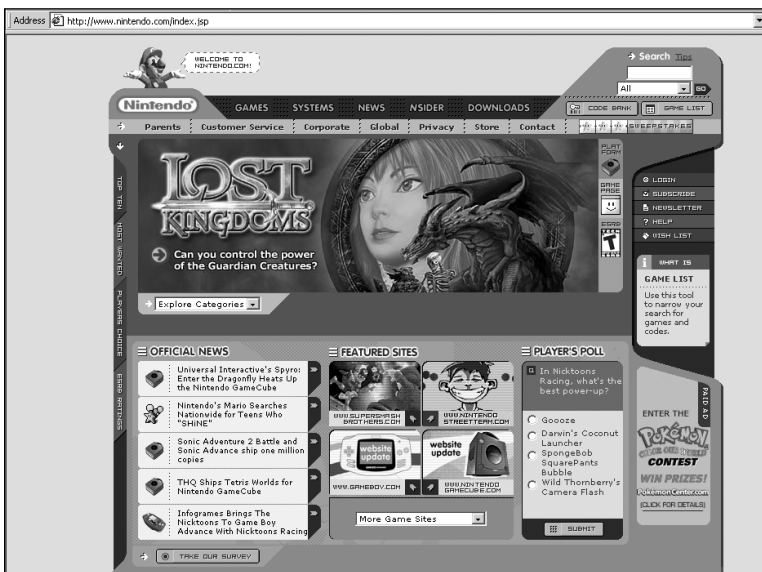 Address http://www.nintendo.com/index.jsp
WELCOME TO
NINTENDO.COM!
Search Tips
All
GO
Nintendo
GAMES SYSTEMS NEWS NSIDER DOWNLOADS
CODE BANK GAME LIST
Parents Customer Service Corporate Global Privacy Store Contact
SWEEPSTAKES
TOP TEN
MOST WANTED
PLAYERS CHOICE
ESRB RATINGS
LOST
KINGDOMS
Can you control the power
of the Guardian Creatures?
PLAT
FORM
GAME
PAGE
ESRB
T
LOGIN
SUBSCRIBE
NEWSLETTER
? HELP
WISH LIST
i WHAT IS
GAME LIST
Use this tool
to narrow your
search for
games and
codes.
Explore Categories
OFFICIAL NEWS
Universal Interactive's Spyro:
Enter the Dragonfly Heats Up
the Nintendo GameCube
Nintendo's Mario Searches
Nationwide for Teens Who
"SHiNE"
Sonic Adventure 2 Battle and
Sonic Advance ship one million
copies
THQ Ships Tetris Worlds for
Nintendo GameCube
Infogrames Brings The
Nicktoons To Game Boy
Advance With Nicktoons Racing
TAKE OUR SURVEY
FEATURED SITES
WWW.SUPERSMASH
BROTHERS.COM
WWW.NINTENDO
STREETTEAM.COM
website
update
WWW.GAMEBOY.COM
website
update
WWW.NINTENDO
GAMECUBE.COM
More Game Sites
PLAYER'S POLL
Q In Nicktoons
Racing, what's the
best power-up?
Goooze
Darwin's Coconut
Launcher
SpongeBob
SquarePants
Bubble
Wild Thornberry's
Camera Flash
SUBMIT
PAID AD
ENTER THE
POKéMON
COLOR OUR WORLD
CONTEST
WIN PRIZES!
PokemonCenter.com
(CLICK FOR DETAILS)